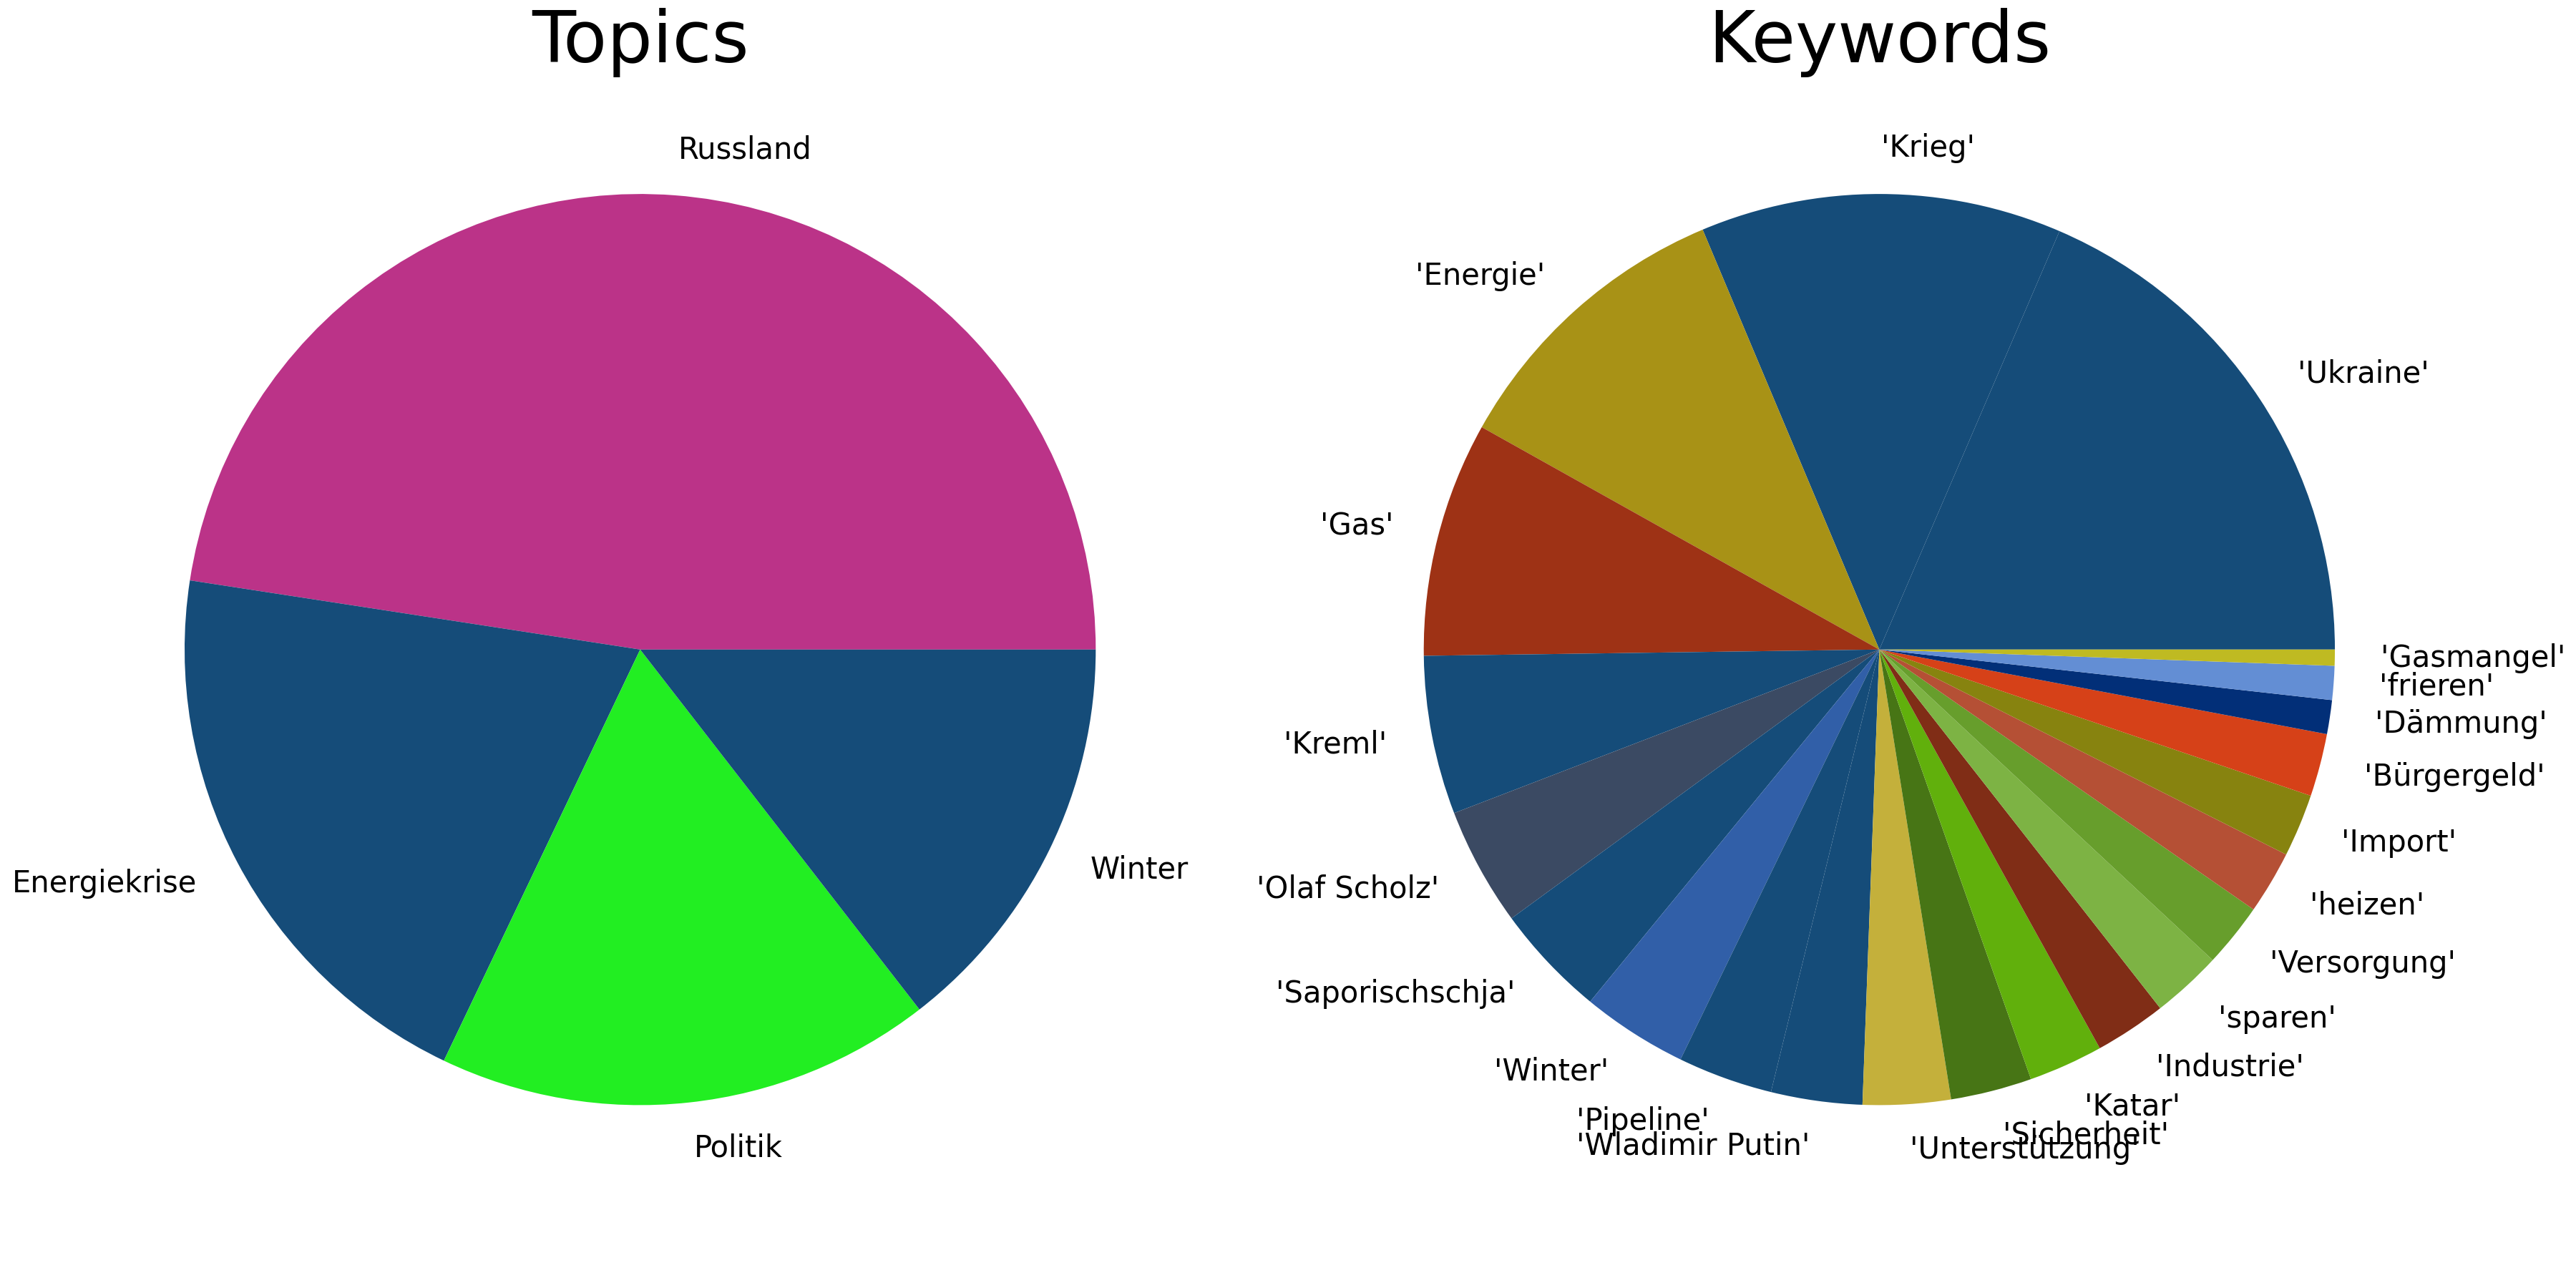 Topics
Russland
Energiekrise
Politik
Winter
Keywords
'Krieg'
'Energie'
'Ukraine'
'Gas'
'Kreml'
'Olaf Scholz'
'Saporischschja'
'Winter'
'Pipeline'
'Wladimir Putin'
'Unterstützung'
'Sicherheit'
'Katar'
'Industrie'
'sparen'
'Versorgung'
'heizen'
'Import'
'Bürgergeld'
'Dämmung'
'frieren'
'Gasmangel'